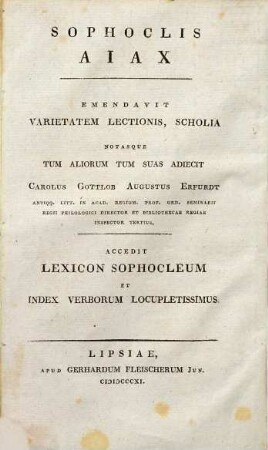 SOPHOCLIS
AIAX
EMENDAVIT
VARIETATEM LECTIONIS, SCHOLIA
NOTASQUE
TUM ALIORUM TUM SUAS ADIECIT
CAROLUS GOTTLOB AUGUSTUS ERFURDT
ANTIQQ. LITT. IN ACAD. REGIOM. PROF. ORD. SEMINARII
REGII PHILOLOGICI DIRECTOR ET BIBLIOTHECAE REGIAE
INSPECTOR TERTIUS.
ACCEDIT
LEXICON SOPHOCLEUM
ET
INDEX VERBORUM LOCUPLETISSIMUS.
LIPSIAE,
APUD GERHARDUM FLEISCHERUM JUN.
CIƆIƆCCCXI.